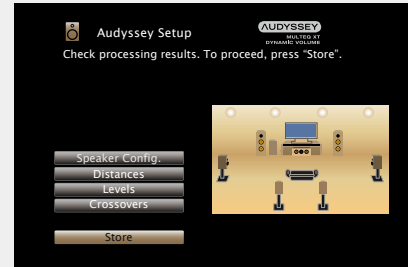 Audyssey Setup
AUDYSSEY
MULTEQ XT
DYNAMIC VOLUME
Check processing results. To proceed, press “Store”.
Speaker Config.
Distances
Levels
Crossovers
Store